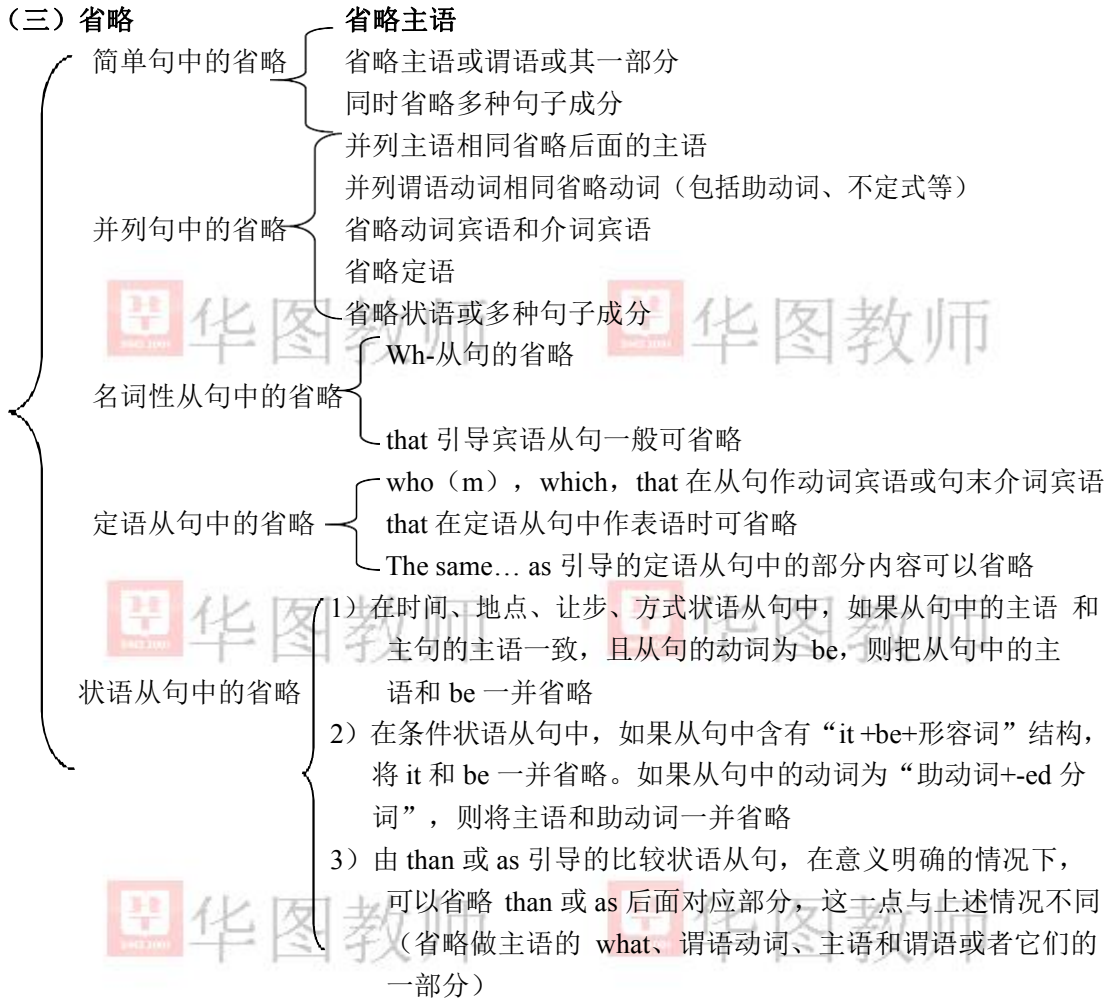 （三）省略
省略主语
简单句中的省略
省略主语或谓语或其一部分
同时省略多种句子成分
并列主语相同省略后面的主语
并列谓语动词相同省略动词（包括助动词、不定式等）
并列句中的省略
省略动词宾语和介词宾语
省略定语
省略状语或多种句子成分
Wh-从句的省略
名词性从句中的省略
that 引导宾语从句一般可省略
who（m），which，that 在从句作动词宾语或句末介词宾语
定语从句中的省略
that 在定语从句中作表语时可省略
The same… as 引导的定语从句中的部分内容可以省略
1）在时间、地点、让步、方式状语从句中，如果从句中的主语 和
主句的主语一致，且从句的动词为 be，则把从句中的主
状语从句中的省略
语和 be 一并省略
2）在条件状语从句中，如果从句中含有“it +be+形容词”结构，
将 it 和 be 一并省略。如果从句中的动词为“助动词+-ed 分
词”，则将主语和助动词一并省略
3）由 than 或 as 引导的比较状语从句，在意义明确的情况下，
可以省略 than 或 as 后面对应部分，这一点与上述情况不同
（省略做主语的 what、谓语动词、主语和谓语或者它们的
一部分）
华图教师
华图教师
华图教师
华图教师
华图教师
华图教师